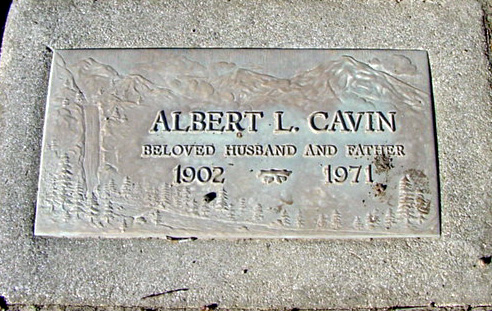 ALBERT L. CAVIN
BELOVED HUSBAND AND FATHER
1902 1971